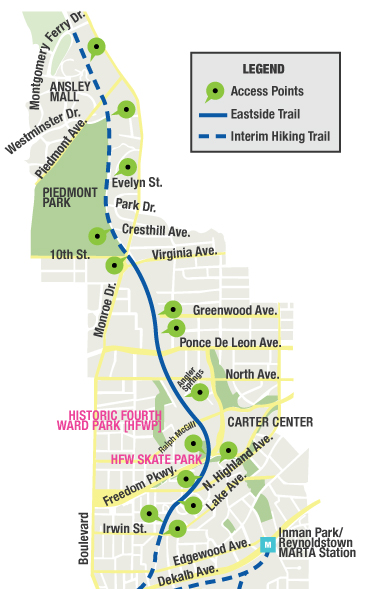 Montgomery Ferry Dr.
ANSLEY
MALL
Westminster Dr.
Piedmont Ave.
LEGEND
Access Points
Eastside Trail
Interim Hiking Trail
Evelyn St.
PIEDMONT
PARK
Park Dr.
Cresthill Ave.
10th St.
Virginia Ave.
Monroe Dr.
Greenwood Ave.
Ponce De Leon Ave.
North Ave.
Angier
Springs
HISTORIC FOURTH
WARD PARK [HFWP]
CARTER CENTER
Ralph McGill
HFW SKATE PARK
N. Highland Ave.
Freedom Pkwy.
Lake Ave.
Irwin St.
Boulevard
Edgewood Ave.
Inman Park/
Reynoldstown
MARTA Station
M
Dekalb Ave.